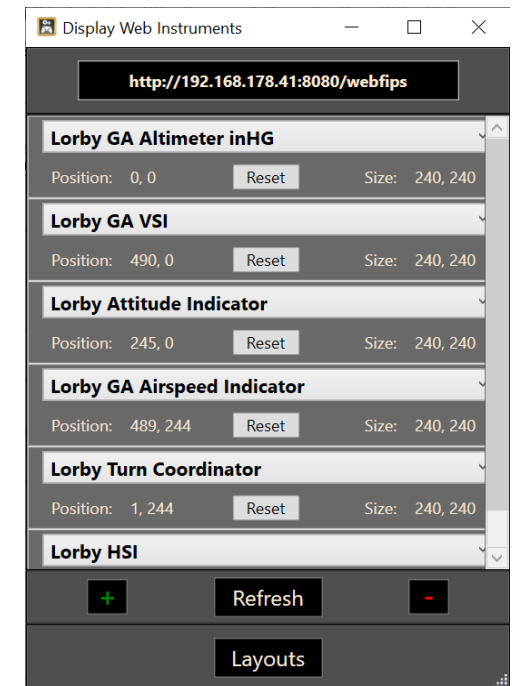 Display Web Instruments
http://192.168.178.41:8080/webfips
Lorby GA Altimeter inHG
Position: 0, 0 Reset Size: 240, 240
Lorby GA VSI
Position: 490, 0 Reset Size: 240, 240
Lorby Attitude Indicator
Position: 245, 0 Reset Size: 240, 240
Lorby GA Airspeed Indicator
Position: 489, 244 Reset Size: 240, 240
Lorby Turn Coordinator
Position: 1, 244 Reset Size: 240, 240
Lorby HSI
+ Refresh -
Layouts